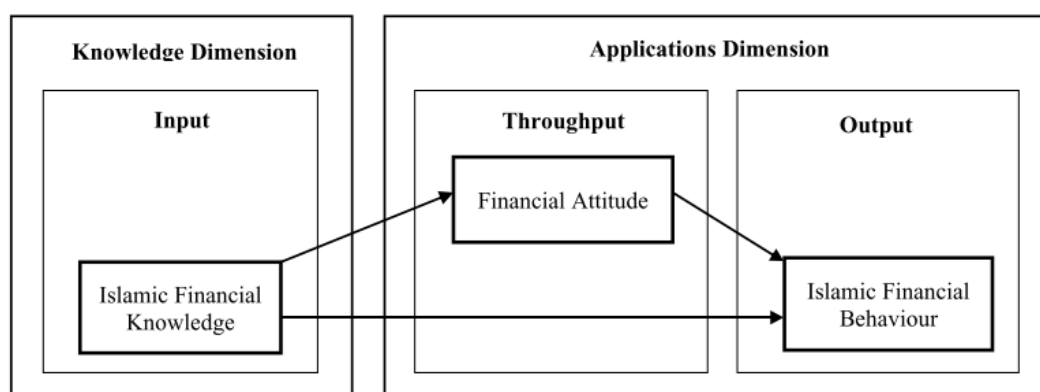 Knowledge Dimension
Applications Dimension
Input
Throughput
Output
Financial Attitude
Islamic Financial
Knowledge
Islamic Financial
Behaviour